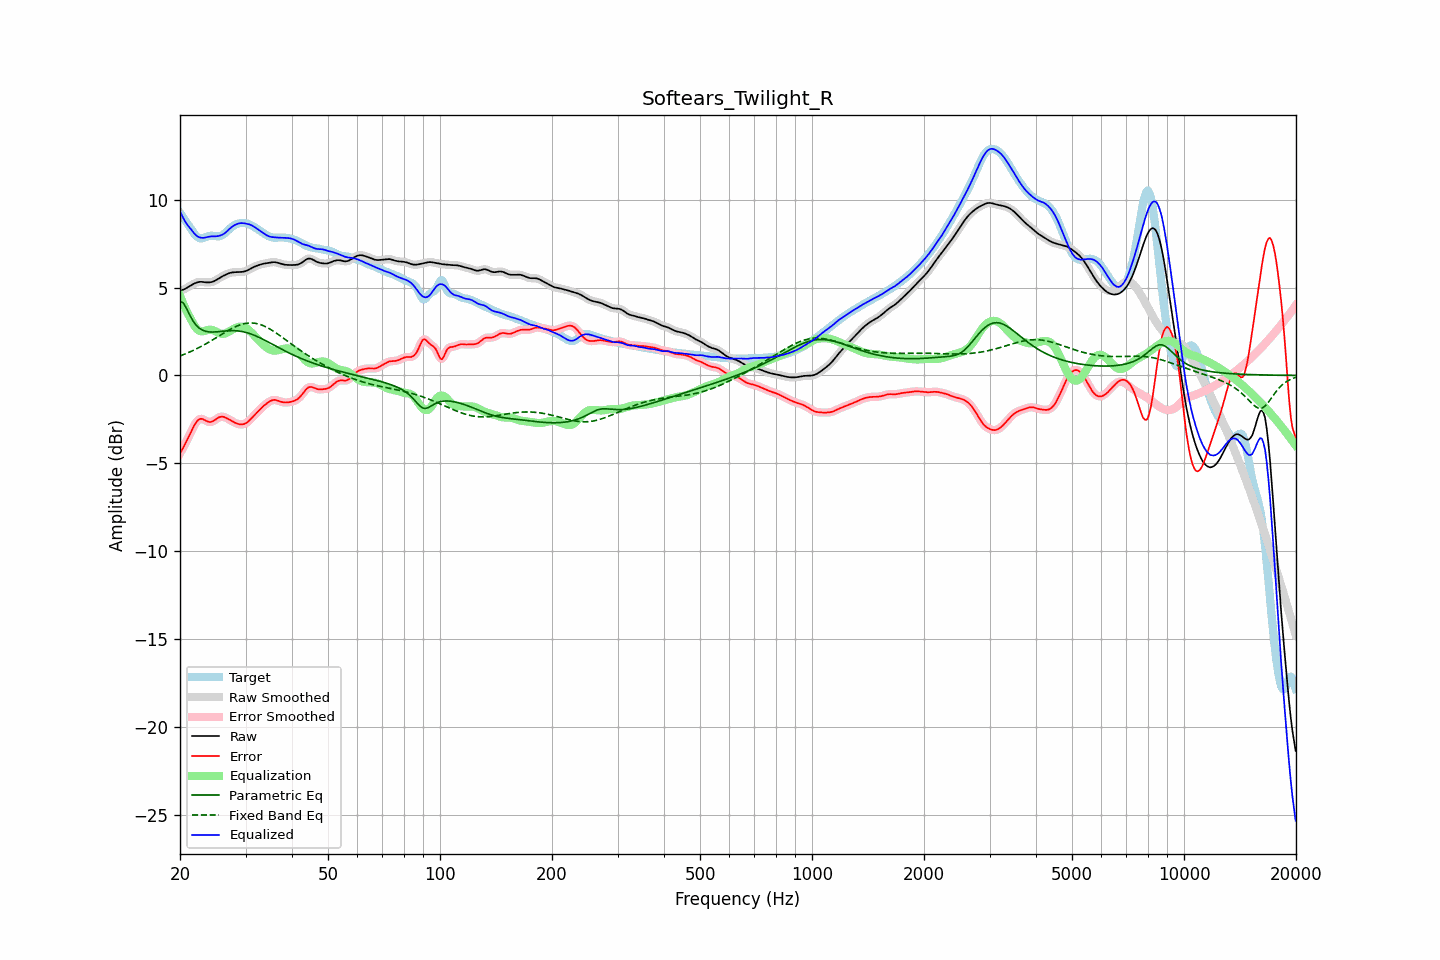 Softears_Twilight_R
Amplitude (dBr)
10
5
0
−5
−10
−15
−20
−25
Target
Raw Smoothed
Error Smoothed
Raw
Error
Equalization
Parametric Eq
Fixed Band Eq
Equalized
20 50 100 200 500 1000 2000 5000 10000 20000
Frequency (Hz)